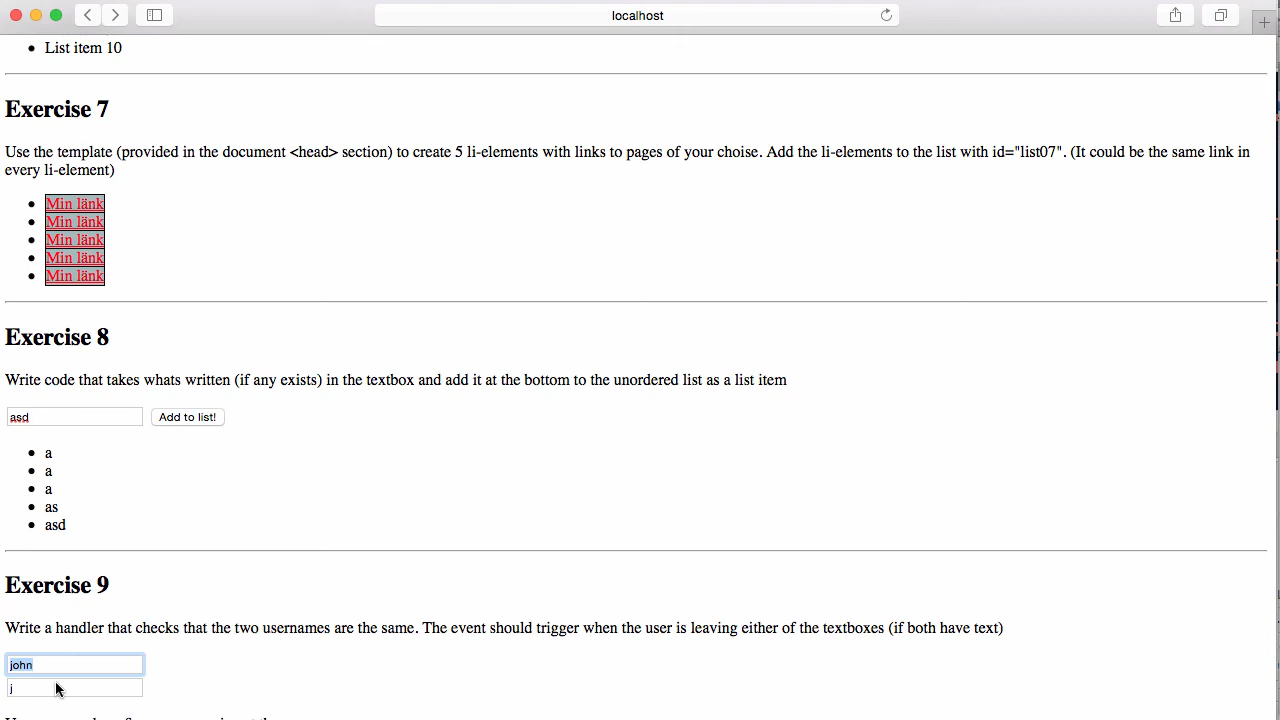 localhost
List item 10
Exercise 7
Use the template (provided in the document <head> section) to create 5 li-elements with links to pages of your choise. Add the li-elements to the list with id="list07". (It could be the same link in
every li-element)
Min länk
Min länk
Min länk
Min länk
Min länk
Exercise 8
Write code that takes whats written (if any exists) in the textbox and add it at the bottom to the unordered list as a list item
asd Add to list!
a
a
a
as
asd
Exercise 9
Write a handler that checks that the two usernames are the same. The event should trigger when the user is leaving either of the textboxes (if both have text)
john
j